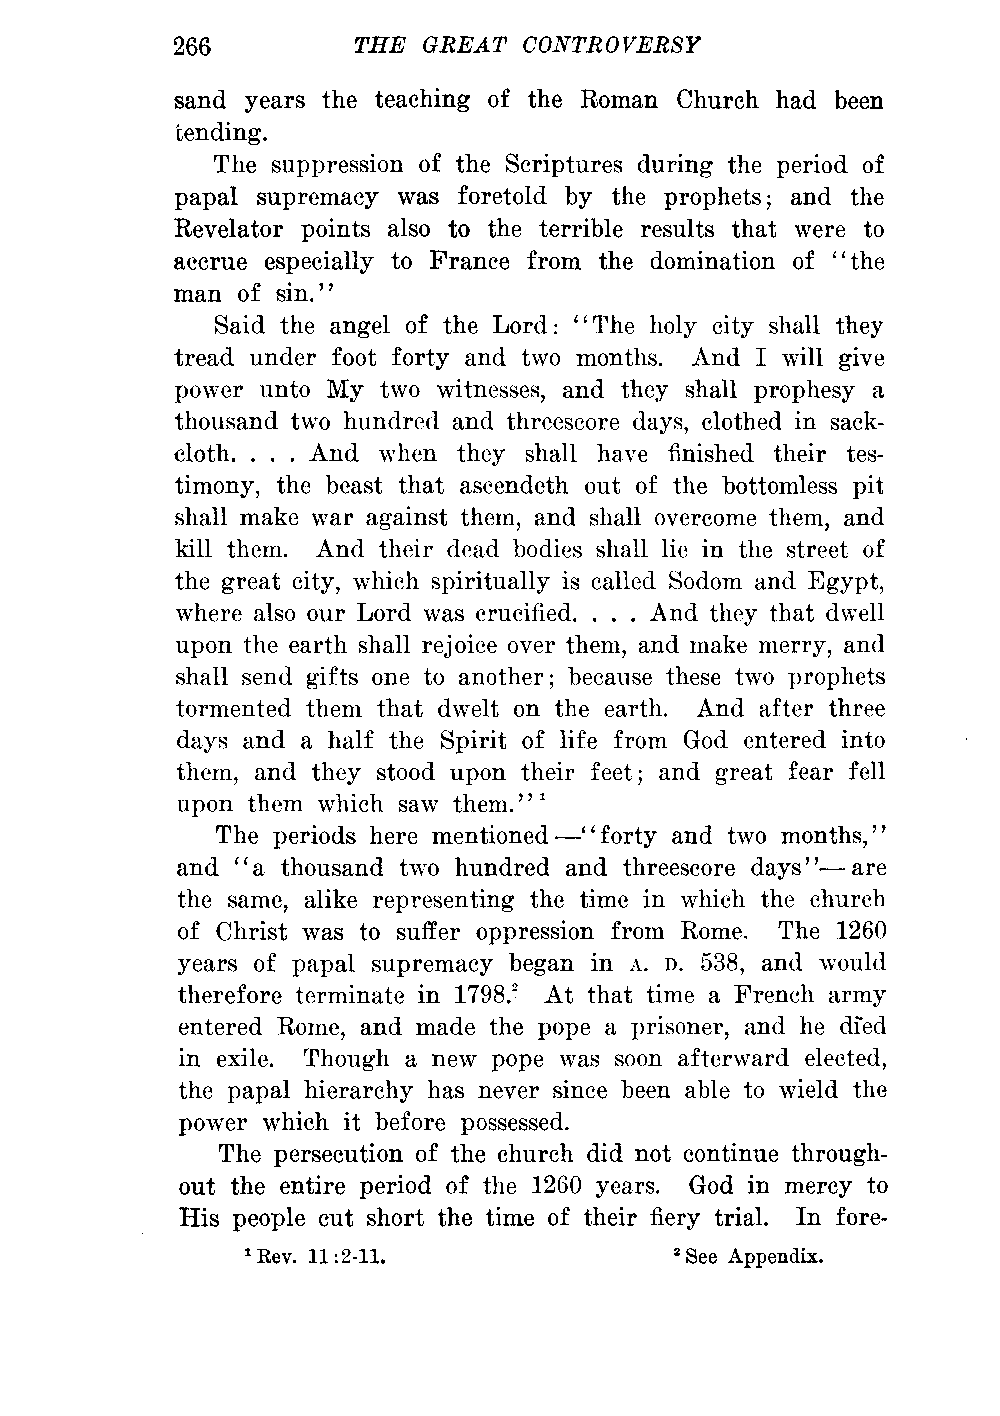 266 THE GREAT CONTROVERSY
sand years the teaching of the Roman Church had been
tending.
The suppression of the Scriptures during the period of
papal supremacy was foretold by the prophets; and the
Revelator points also to the terrible results that were to
accrue especially to France from the domination of "the
man of sin."
Said the angel of the Lord: "The holy city shall they
tread under foot forty and two months. And I will give
power unto My two witnesses, and they shall prophesy a
thousand two hundred and threescore days, clothed in sack-
cloth. . . . And when they shall have finished their tes-
timony, the beast that ascendeth out of the bottomless pit
shall make war against them, and shall overcome them, and
kill them. And their dead bodies shall lie in the street of
the great city, which spiritually is called Sodom and Egypt,
where also our Lord was crucified. . . . And they that dwell
upon the earth shall rejoice over them, and make merry, and
shall send gifts one to another; because these two prophets
tormented them that dwelt on the earth. And after three
days and a half the Spirit of life from God entered into
them, and they stood upon their feet; and great fear fell
upon them which saw them."¹
The periods here mentioned—"forty and two months,"
and "a thousand two hundred and threescore days"—are
the same, alike representing the time in which the church
of Christ was to suffer oppression from Rome. The 1260
years of papal supremacy began in A. D. 538, and would
therefore terminate in 1798.² At that time a French army
entered Rome, and made the pope a prisoner, and he died
in exile. Though a new pope was soon afterward elected,
the papal hierarchy has never since been able to wield the
power which it before possessed.
The persecution of the church did not continue through-
out the entire period of the 1260 years. God in mercy to
His people cut short the time of their fiery trial. In fore-
¹ Rev. 11:2-11. ² See Appendix.